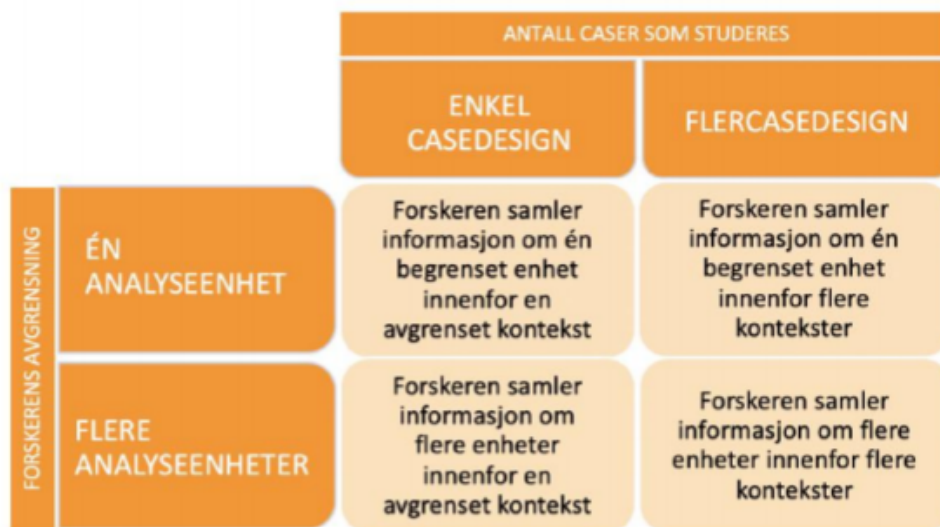 ANTALL CASER SOM STUDERES
ENKEL
CASEDESIGN
FLERCASEDESIGN
FORSKERENS AVGRENSNING
ÉN
ANALYSEENHET
Forskeren samler
informasjon om én
begrenset enhet
innenfor en
avgrenset kontekst
Forskeren samler
informasjon om én
begrenset enhet
innenfor flere
kontekster
FLERE
ANALYSEENHETER
Forskeren samler
informasjon om
flere enheter
innenfor en
avgrenset kontekst
Forskeren samler
informasjon om flere
enheter innenfor flere
kontekster